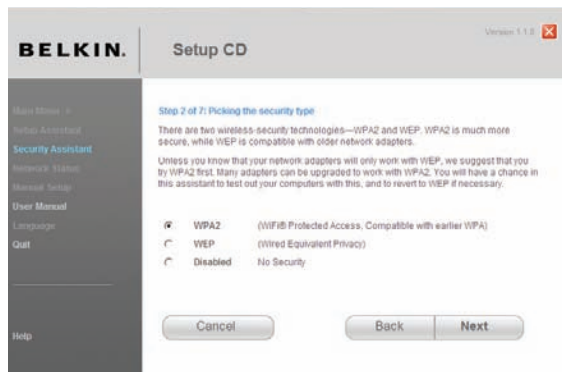 BELKIN.
Setup CD
Version 1.1.8
Main Menu
Setup Assistant
Security Assistant
Network Status
Manual Setup
User Manual
Language
Quit
Help
Step 2 of 7: Picking the security type
There are two wireless-security technologies—WPA2 and WEP. WPA2 is much more
secure, while WEP is compatible with older network adapters.
Unless you know that your network adapters will only work with WEP, we suggest that you
try WPA2 first. Many adapters can be upgraded to work with WPA2. You will have a chance in
this assistant to test out your computers with this, and to revert to WEP if necessary.
WPA2 (WiFi® Protected Access, Compatible with earlier WPA)
WEP (Wired Equivalent Privacy)
Disabled No Security
Cancel
Back
Next